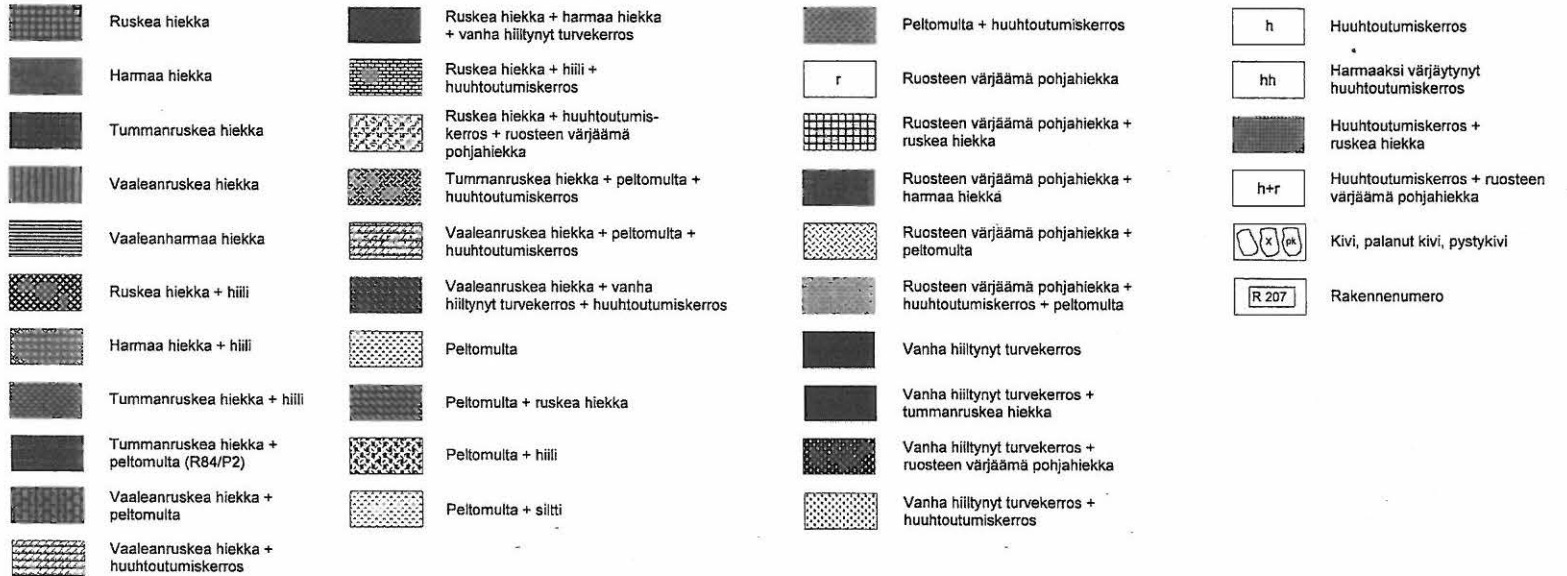 Ruskea hiekka
Harmaa hiekka
Tummanruskea hiekka
Vaaleanruskea hiekka
Vaaleanharmaa hiekka
Ruskea hiekka + hiili
Harmaa hiekka + hiili
Tummanruskea hiekka + hiili
Tummanruskea hiekka +
peltomulta (R84/P2)
Vaaleanruskea hiekka +
peltomulta
Vaaleanruskea hiekka +
huuhtoutumiskerros
Ruskea hiekka + harmaa hiekka
+ vanha hiiltynyt turvekerros
Ruskea hiekka + hiili +
huuhtoutumiskerros
Ruskea hiekka + huuhtoutumis-
kerros + ruosteen värjäämä
pohjahiekka
Tummanruskea hiekka + peltomulta +
huuhtoutumiskerros
Vaaleanruskea hiekka + peltomulta +
huuhtoutumiskerros
Vaaleanruskea hiekka + vanha
hiiltynyt turvekerros + huuhtoutumiskerros
Peltomulta
Peltomulta + ruskea hiekka
Peltomulta + hiili
Peltomulta + siltti
Peltomulta + huuhtoutumiskerros
r Ruosteen värjäämä pohjahiekka
Ruosteen värjäämä pohjahiekka +
ruskea hiekka
Ruosteen värjäämä pohjahiekka +
harmaa hiekka
Ruosteen värjäämä pohjahiekka +
peltomulta
Ruosteen värjäämä pohjahiekka +
huuhtoutumiskerros + peltomulta
Vanha hiiltynyt turvekerros
Vanha hiiltynyt turvekerros +
tummanruskea hiekka
Vanha hiiltynyt turvekerros +
ruosteen värjäämä pohjahiekka
Vanha hiiltynyt turvekerros +
huuhtoutumiskerros
h Huuhtoutumiskerros
hh Harmaaksi värjäytynyt
huuhtoutumiskerros
Huuhtoutumiskerros +
ruskea hiekka
h+r Huuhtoutumiskerros + ruosteen
värjäämä pohjahiekka
x pk Kivi, palanut kivi, pystykivi
R 207 Rakennenumero